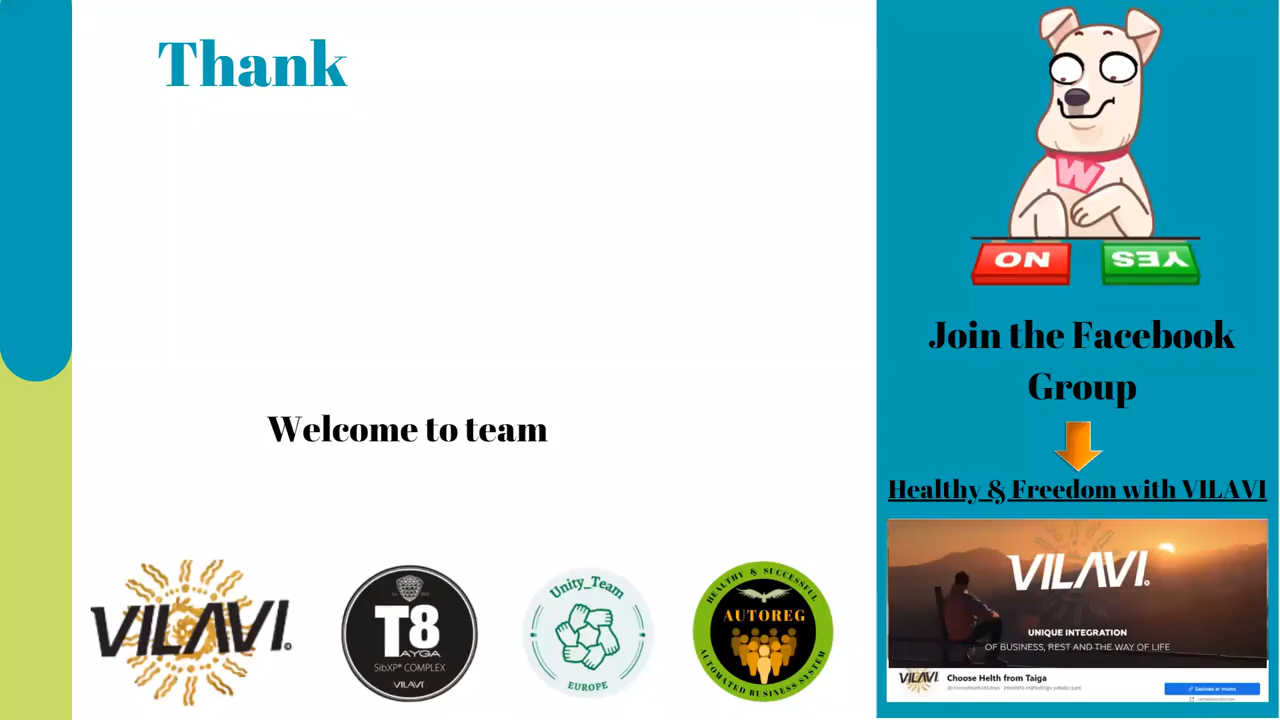 Thank
W
NO
YES
Join the Facebook
Group
Healthy & Freedom with VILAVI
Welcome to team
VILAVI
T8
TAYGA
SibXP® COMPLEX
VILAVI
Unity_Team
EUROPE
HEALTHY & SUCCESSFUL
AUTOREG
AUTOMATED BUSINESS SYSTEM
VILAVI
UNIQUE INTEGRATION
OF BUSINESS, REST AND THE WAY OF LIFE
VILAVI
Choose Helth from Taiga